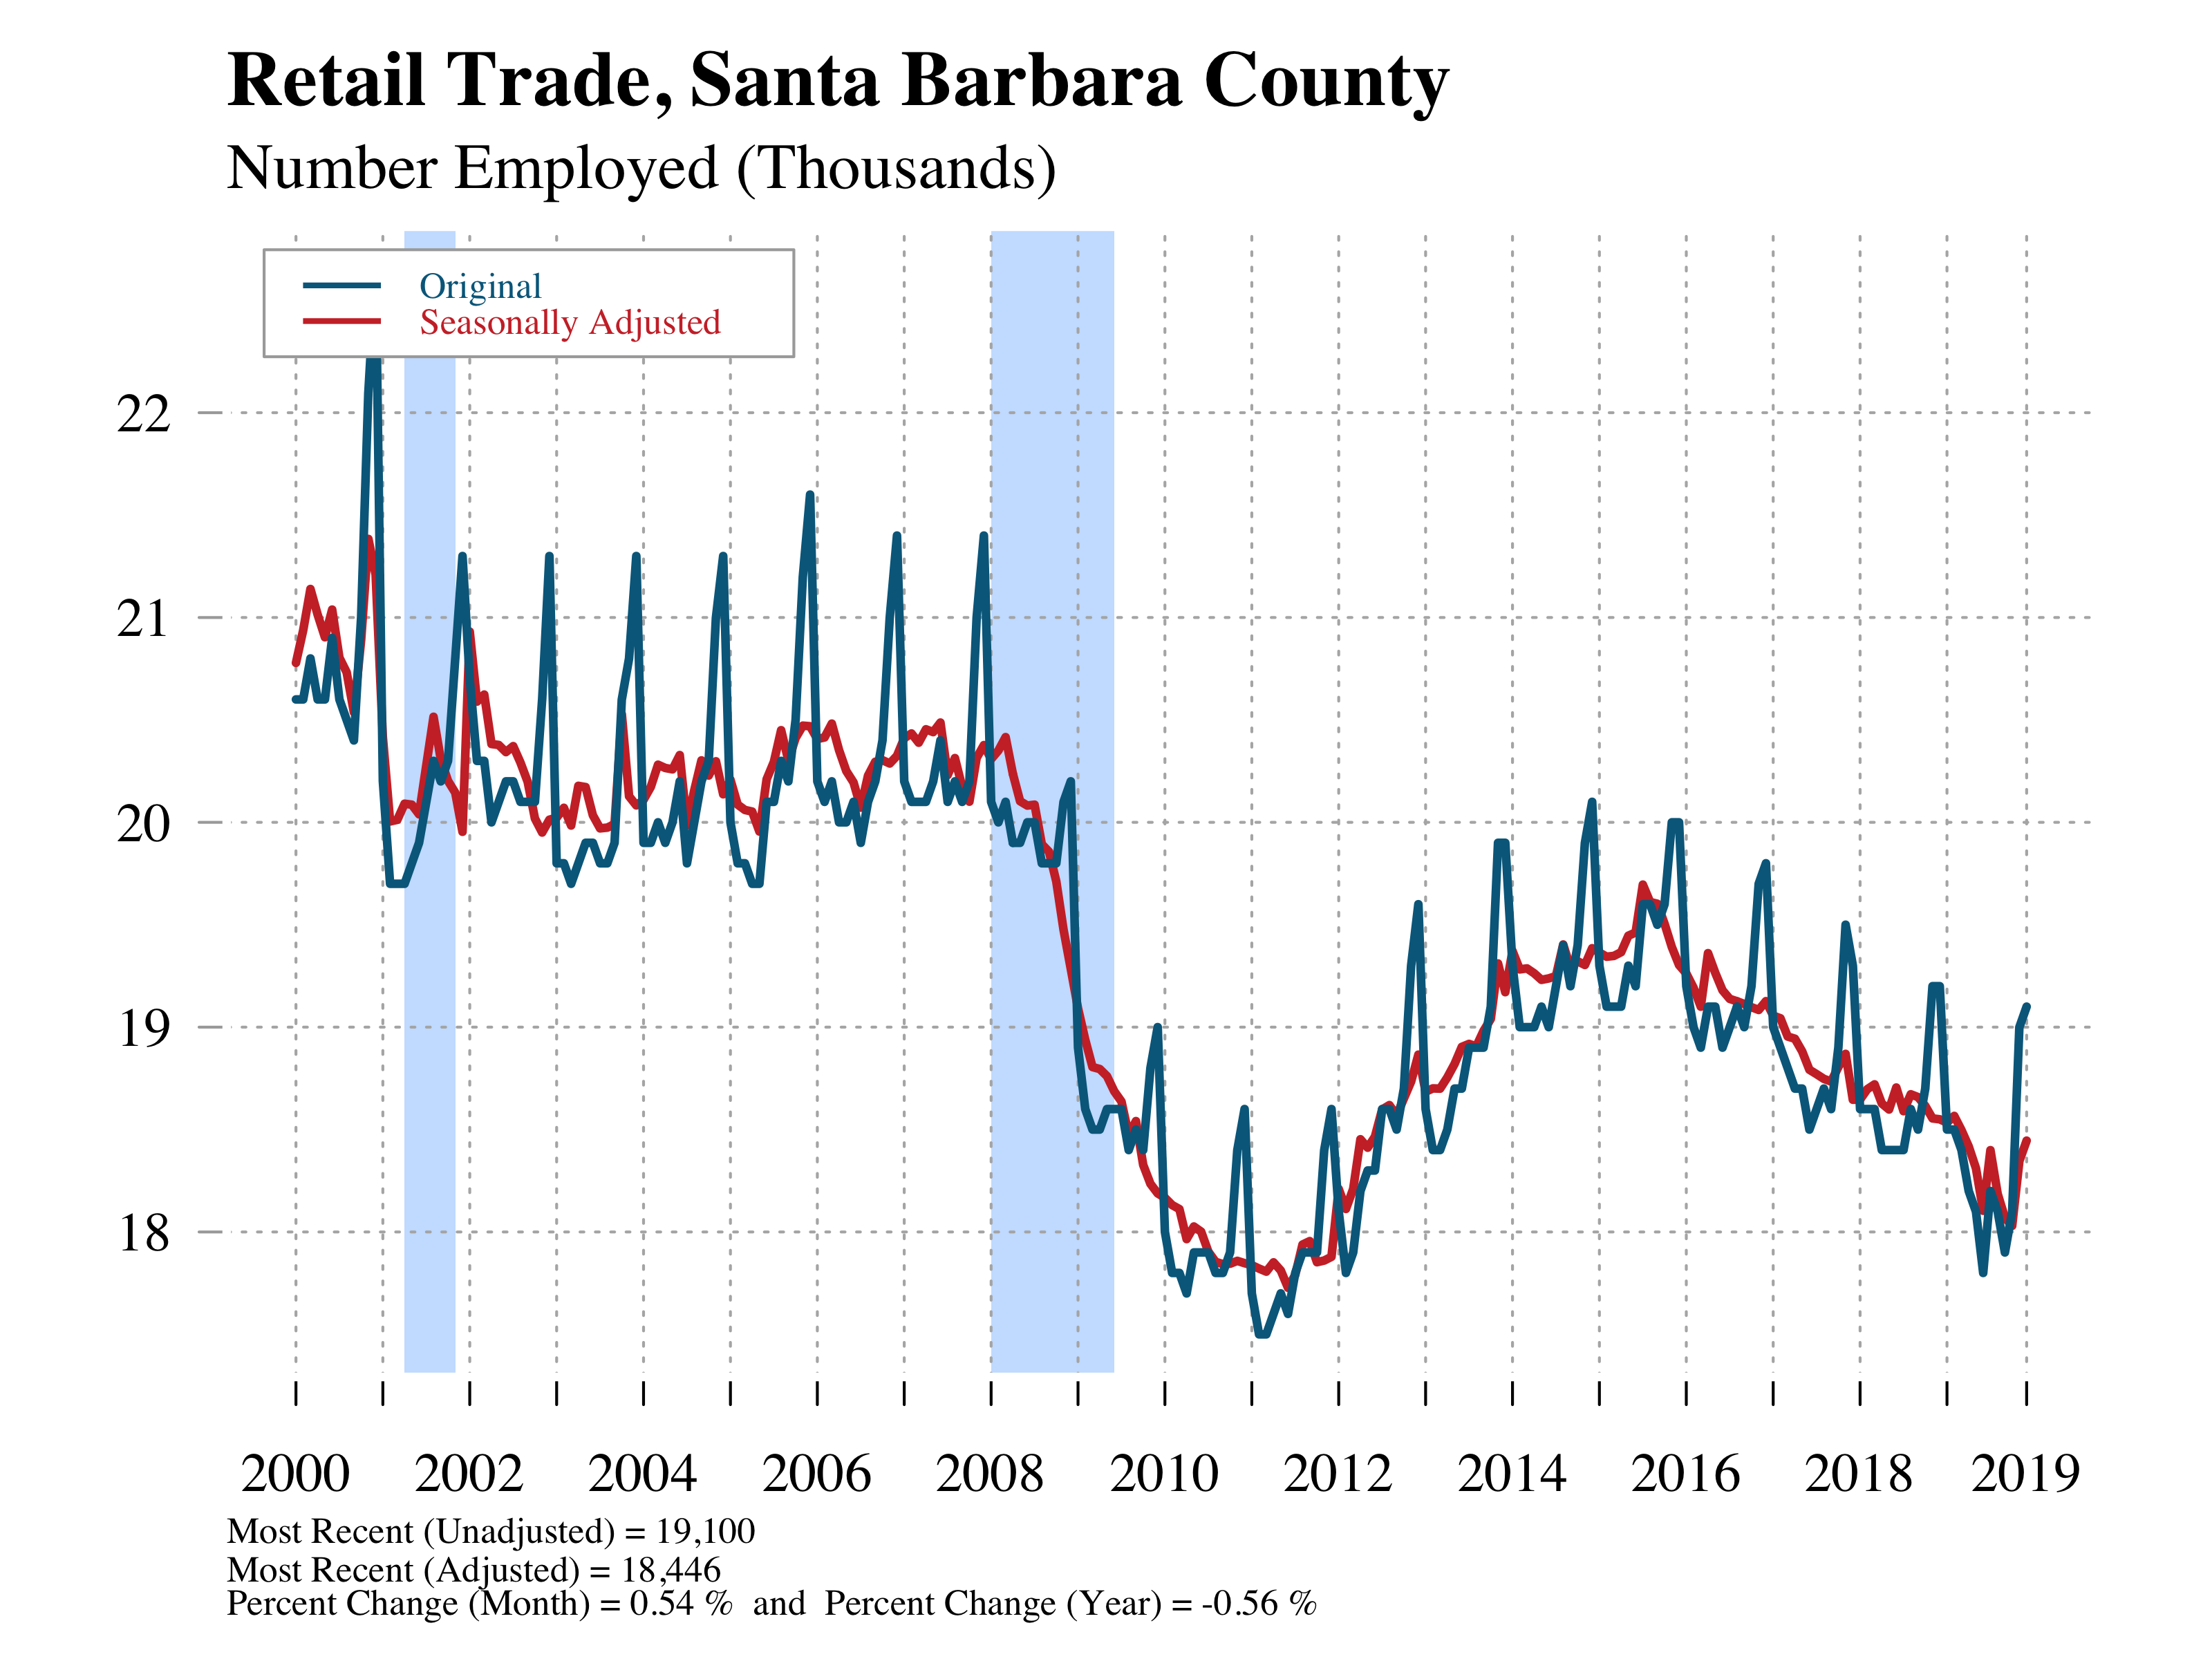 Retail Trade, Santa Barbara County
Number Employed (Thousands)
Original
Seasonally Adjusted
22
21
20
19
18
2000 2002 2004 2006 2008 2010 2012 2014 2016 2018 2019
Most Recent (Unadjusted) = 19,100
Most Recent (Adjusted) = 18,446
Percent Change (Month) = 0.54 % and Percent Change (Year) = -0.56 %